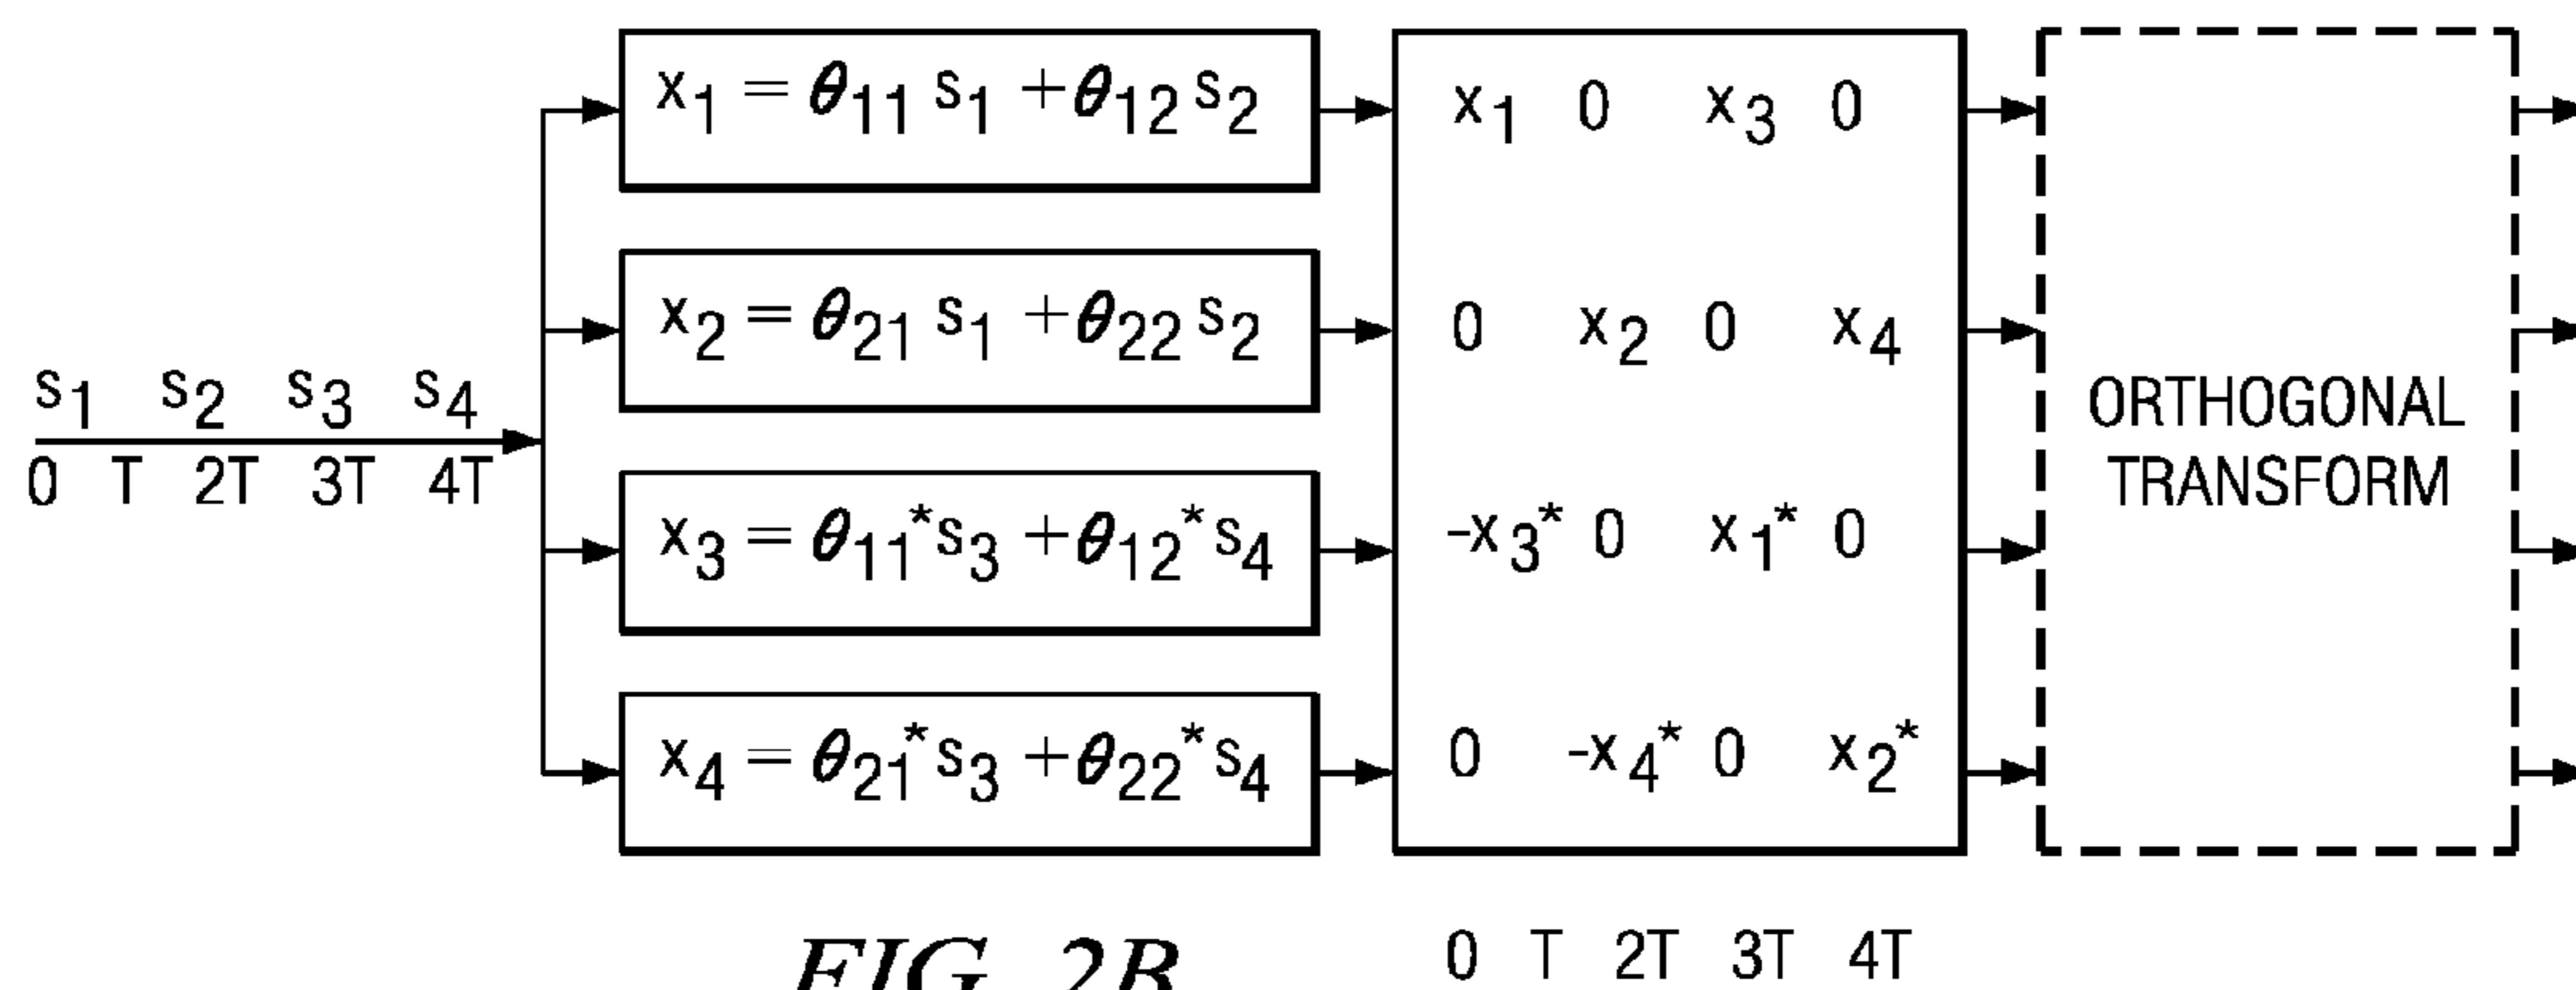 s1 s2 s3 s4
0 T 2T 3T 4T
x1 = θ11 s1 + θ12 s2
x2 = θ21 s1 + θ22 s2
x3 = θ11* s3 + θ12* s4
x4 = θ21* s3 + θ22* s4
x1 0 x3 0
0 x2 0 x4
-x3* 0 x1* 0
0 -x4* 0 x2*
0 T 2T 3T 4T
ORTHOGONAL
TRANSFORM
FIG. 2B